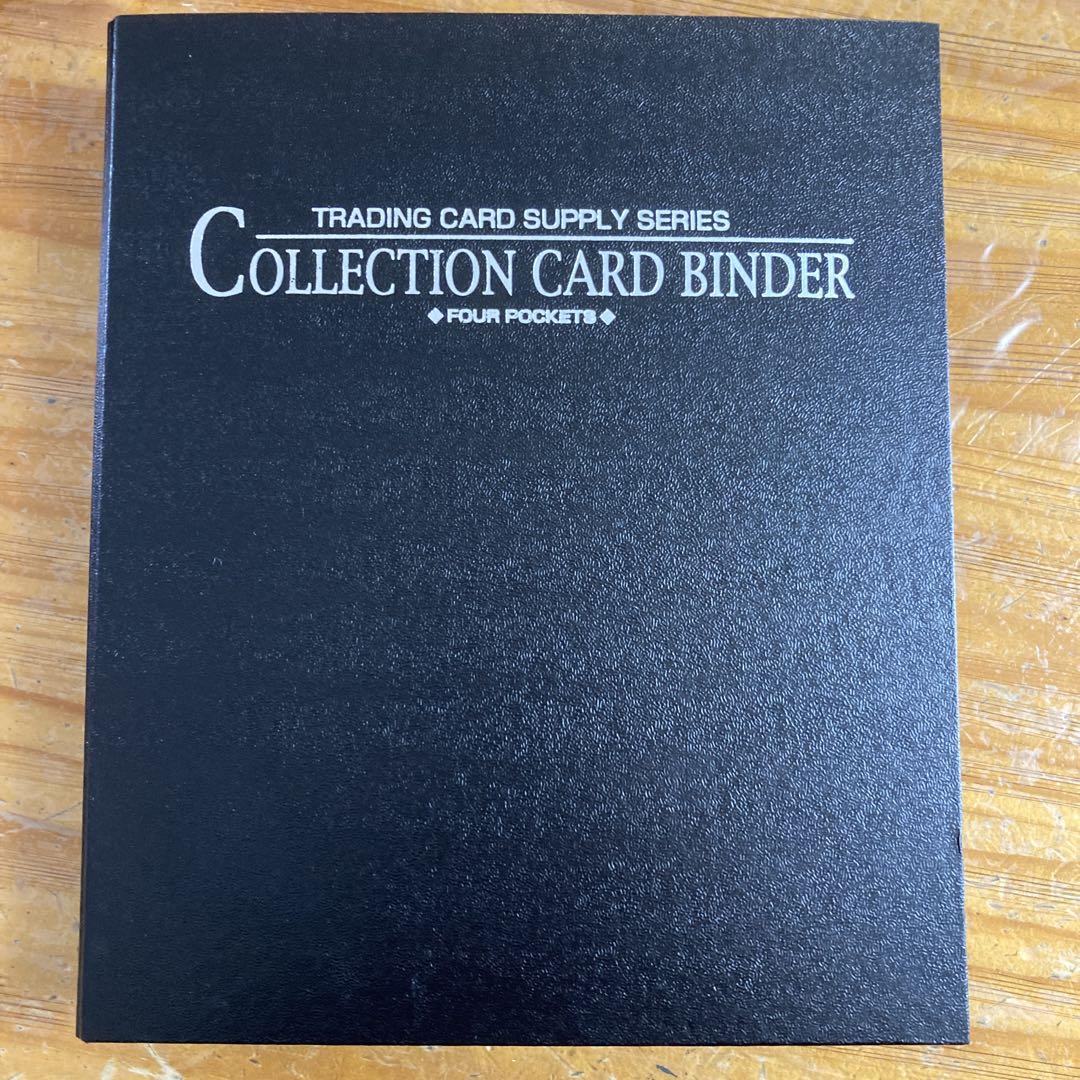 TRADING CARD SUPPLY SERIES
COLLECTION CARD BINDER
◆FOUR POCKETS◆